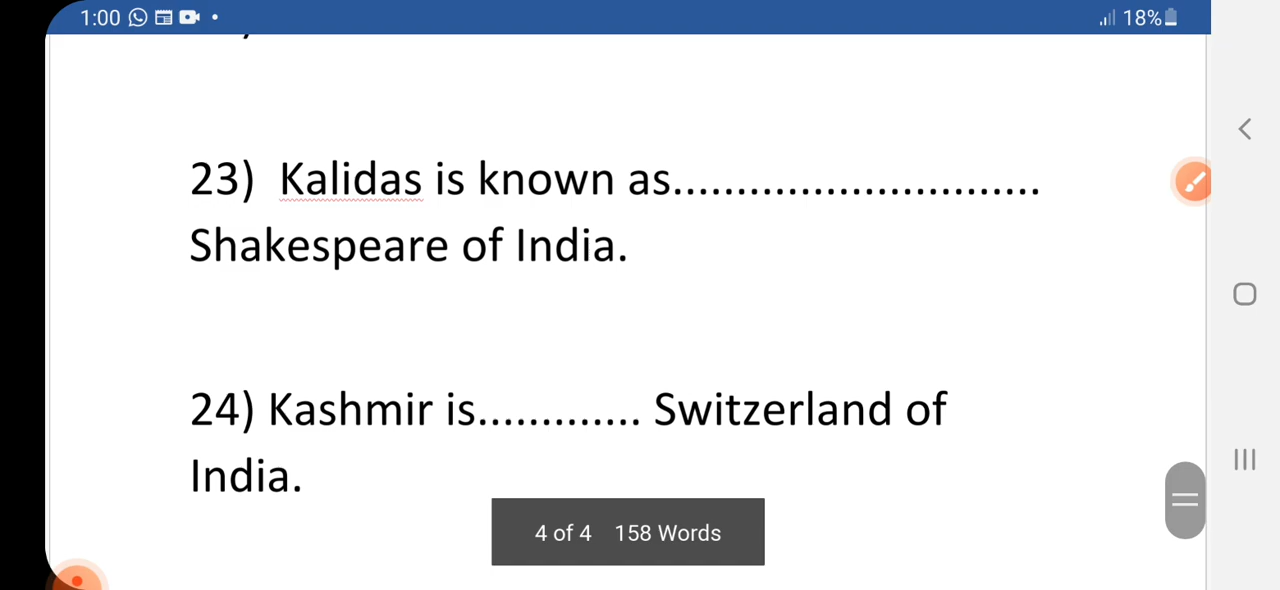 1:00 18%
23) Kalidas is known as.............................
Shakespeare of India.
24) Kashmir is............. Switzerland of
India.
4 of 4 158 Words